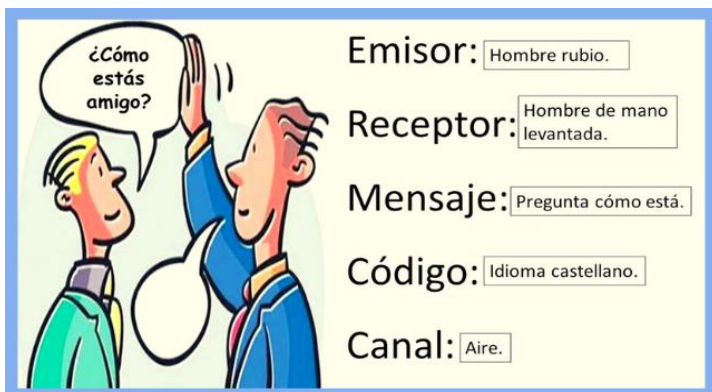 ¿Cómo
estás
amigo?
Emisor: Hombre rubio.
Receptor: Hombre de mano
levantada.
Mensaje: Pregunta cómo está.
Código: Idioma castellano.
Canal: Aire.